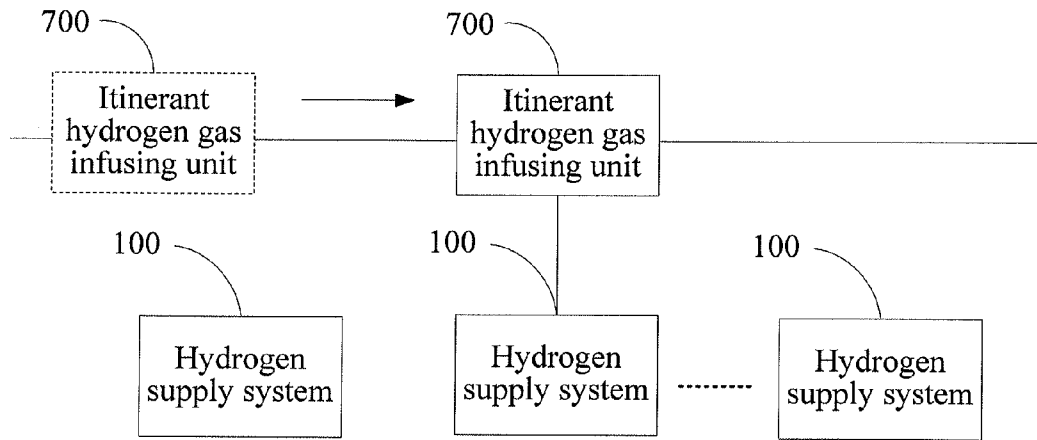 700
700
Itinerant
hydrogen gas
infusing unit
Itinerant
hydrogen gas
infusing unit
100
100
100
Hydrogen
supply system
Hydrogen
supply system
Hydrogen
supply system